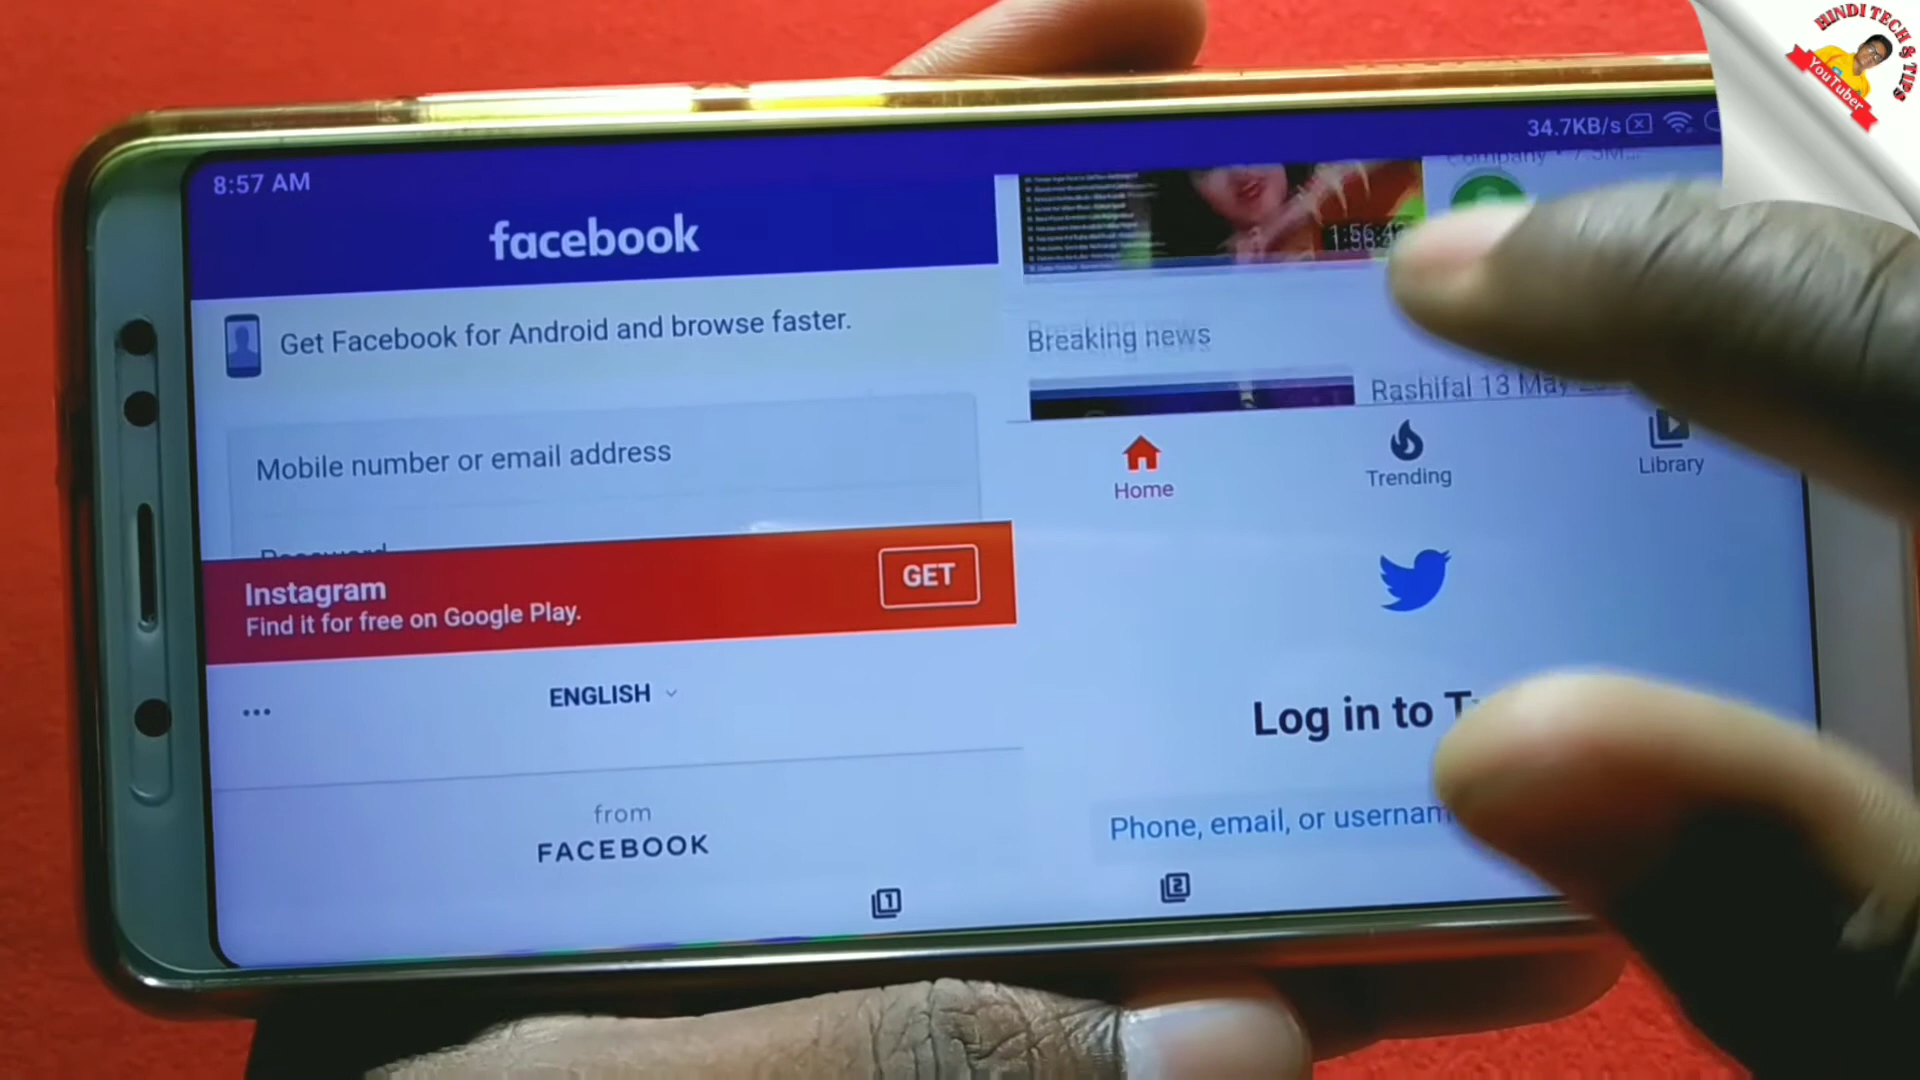 HINDI TECH & TIPS
YouTuber
8:57 AM
34.7KB/s
facebook
Get Facebook for Android and browse faster.
Mobile number or email address
Password
Instagram
Find it for free on Google Play.
GET
ENGLISH
from
FACEBOOK
1
Company
Breaking news
Rashifal 13 May
Home
Trending
Library
Log in to
Phone, email, or usernam
2